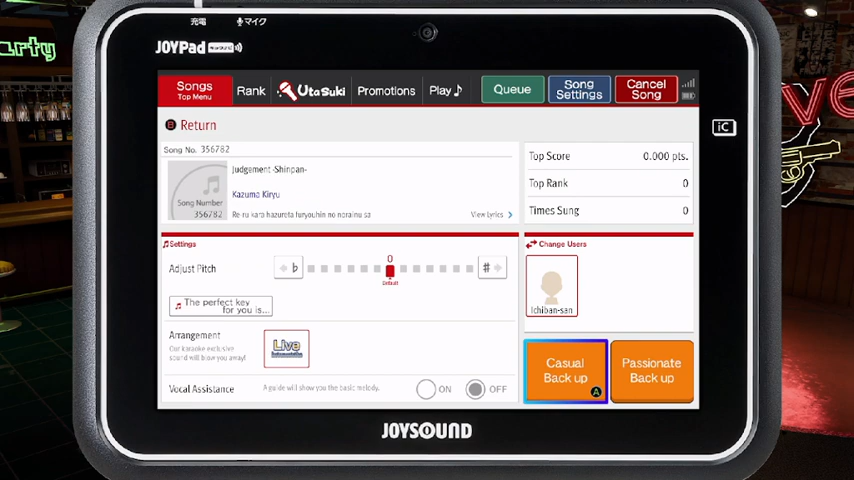 充電
マイク
JOYPad
arty
Songs
Top Menu
Rank
UtaSuki
Promotions
Play♪
Queue
Song
Settings
Cancel
Song
B Return
iC
Song No. 356782
Song Number
356782
Judgement -Shinpan-
Kazuma Kiryu
Re-ru kara hazureta furyouhin no norainu sa
View Lyrics
Top Score 0.000 pts.
Top Rank 0
Times Sung 0
Settings
Adjust Pitch
♭
0
Default
♯
The perfect key
for you is...
Arrangement
Our karaoke exclusive
sound will blow you away!
Live
Vocal Assistance
A guide will show you the basic melody.
ON
OFF
Change Users
Ichiban-san
Casual
Back up
A
Passionate
Back up
JOYSOUND